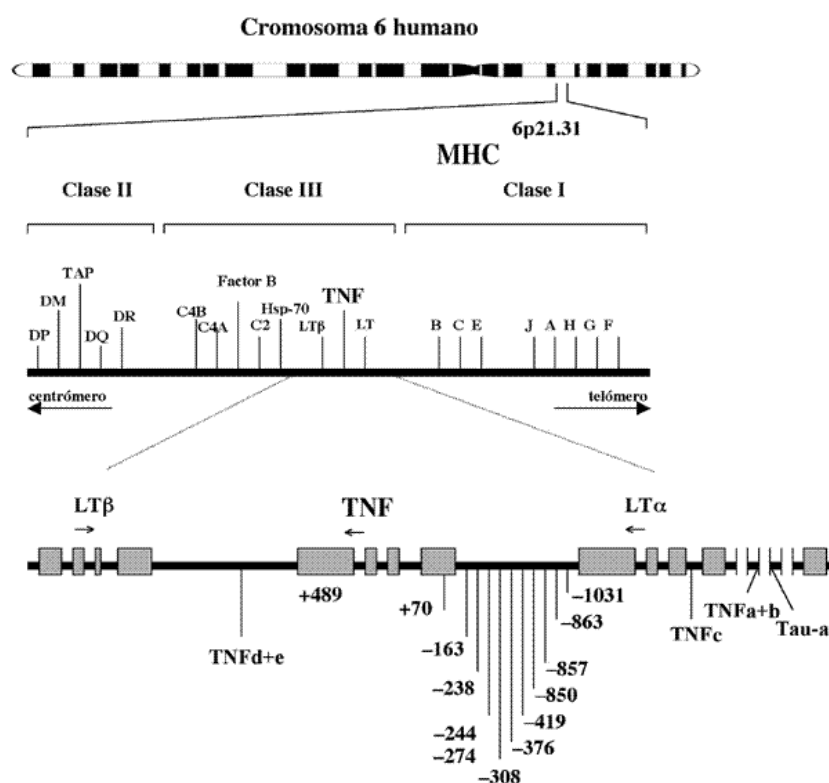 Cromosoma 6 humano
6p21.31
MHC
Clase II Clase III Clase I
DP DM TAP DQ DR C4B C4A Factor B C2 Hsp-70 LTβ TNF LT B C E J A H G F
centrómero telómero
LTβ TNF LTα
+489 +70 −1031
−863
TNFa+b
TNFc Tau-a
TNFd+e −163
−857
−238 −850
−244 −419
−274 −376
−308